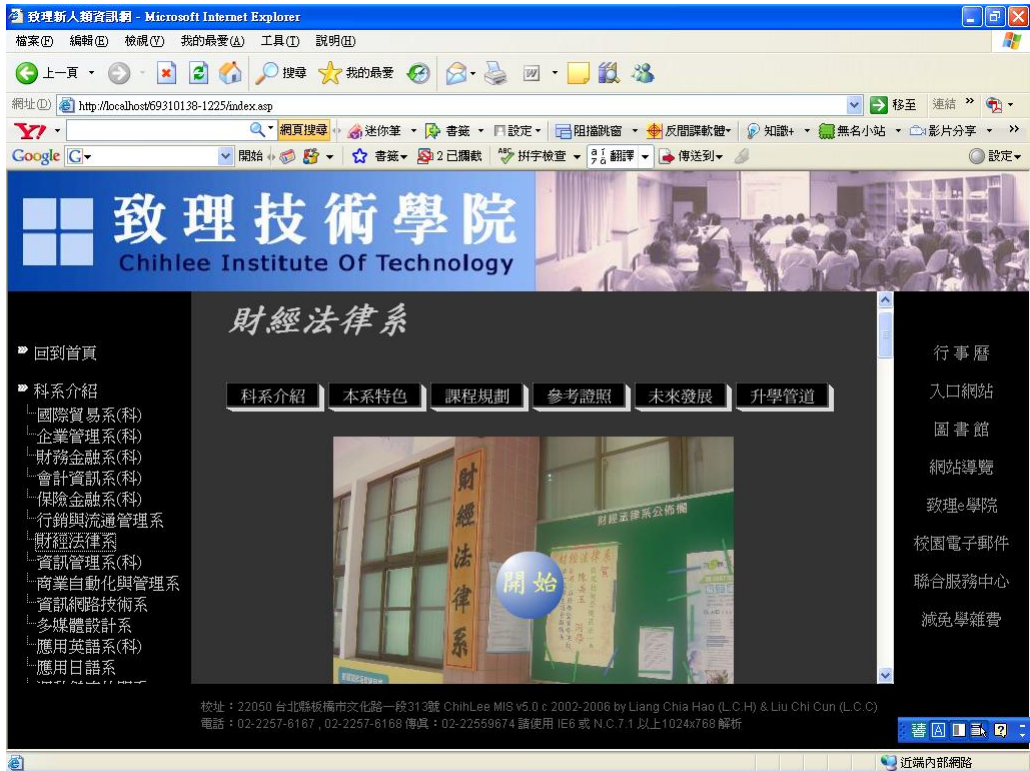 致理新人類資訊網 - Microsoft Internet Explorer
檔案(F) 編輯(E) 檢視(V) 我的最愛(A) 工具(T) 說明(H)
上一頁 搜尋 我的最愛
網址(D) http://localhost/69310138-1225/index.asp 移至 連結 »
Y7 網頁搜尋 迷你筆 書籤 設定 阻擋跳窗 反間諜軟體 知識+ 無名小站 影片分享 »
Google G 開始 書籤 2 已攔截 ABC 拼字檢查 翻譯 傳送到 設定
致理技術學院
Chihlee Institute Of Technology
財經法律系
回到首頁
科系介紹
國際貿易系(科)
企業管理系(科)
財務金融系(科)
會計資訊系(科)
保險金融系(科)
行銷與流通管理系
財經法律系
資訊管理系(科)
商業自動化與管理系
資訊網路技術系
多媒體設計系
應用英語系(科)
應用日語系
科系介紹 本系特色 課程規劃 參考證照 未來發展 升學管道
財經法律系
財經法律系公佈欄
開始
行事曆
入口網站
圖書館
網站導覽
致理e學院
校園電子郵件
聯合服務中心
減免學雜費
校址：22050 台北縣板橋市文化路一段313號 ChihLee MIS v5.0 c 2002-2006 by Liang Chia Hao (L.C.H) & Liu Chi Cun (L.C.C)
電話：02-2257-6167 , 02-2257-6168 傳真：02-22559674 請使用 IE6 或 N.C.7.1 以上1024x768 解析
近端內部網路